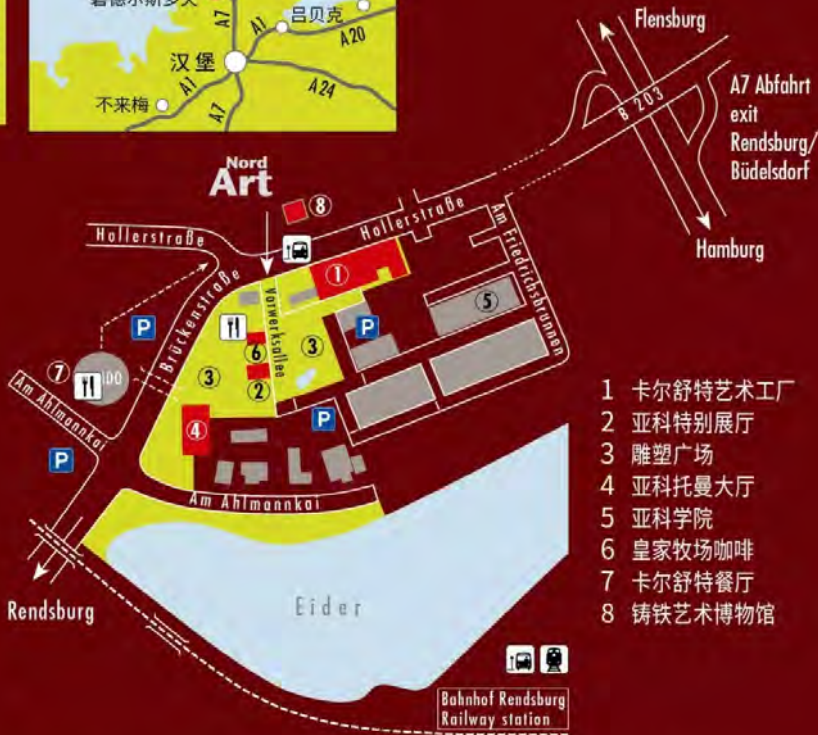 A7
A1
吕贝克
A20
汉堡
A1
A24
不来梅
A7
Flensburg
B 203
A7 Abfahrt
exit
Rendsburg/
Büdelsdorf
Hamburg
Nord
Art
8
Hollerstraße
Hollerstraße
Am Friedrichsbrunnen
1
Brückenstraße
Vorwerksallee
P
P
5
3
6
7
3
2
Am Ahlmannkai
4
P
P
Am Ahlmannkai
Rendsburg
Eider
Bahnhof Rendsburg
Railway station
1 卡尔舒特艺术工厂
2 亚科特别展厅
3 雕塑广场
4 亚科托曼大厅
5 亚科学院
6 皇家牧场咖啡
7 卡尔舒特餐厅
8 铸铁艺术博物馆